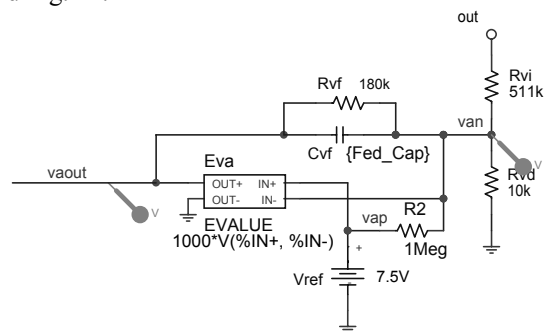 out
Rvi
511k
Rvf 180k
van
Cvf {Fed_Cap}
vaout
Eva
Rvd
10k
V
OUT+ IN+
OUT- IN-
V
EVALUE
1000*V(%IN+, %IN-)
vap
R2
1Meg
+
-
Vref 7.5V